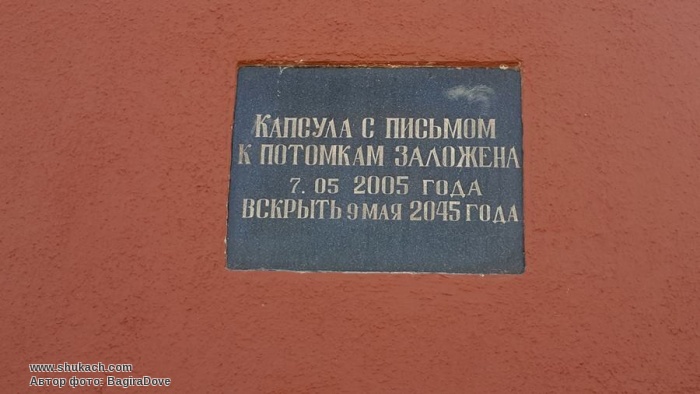 Капсула с письмом
к потомкам заложена
7. 05 2005 года
вскрыть 9 мая 2045 года
www.shukach.com
Автор фото: BagiraDove